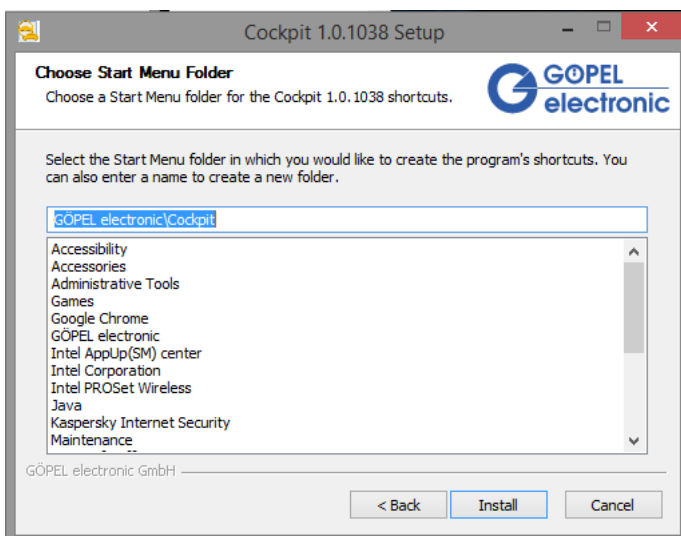 Cockpit 1.0.1038 Setup
Choose Start Menu Folder
Choose a Start Menu folder for the Cockpit 1.0.1038 shortcuts.
GÖPEL
electronic
Select the Start Menu folder in which you would like to create the program's shortcuts. You
can also enter a name to create a new folder.
GÖPEL electronic\Cockpit
Accessibility
Accessories
Administrative Tools
Games
Google Chrome
GÖPEL electronic
Intel AppUp(SM) center
Intel Corporation
Intel PROSet Wireless
Java
Kaspersky Internet Security
Maintenance
GÖPEL electronic GmbH
< Back
Install
Cancel